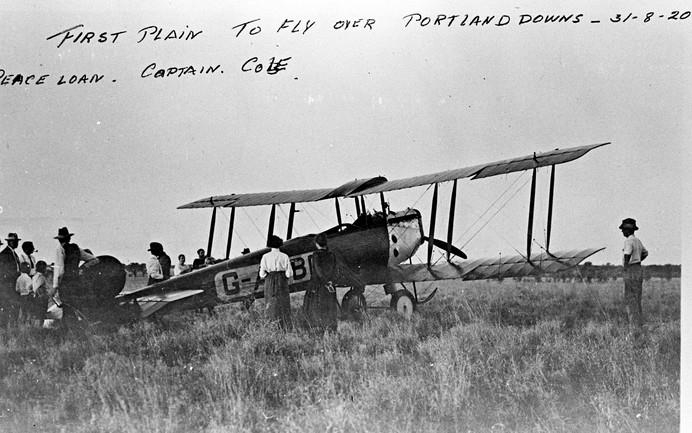 FIRST PLAIN TO FLY OVER PORTLAND DOWNS - 31-8-20
PEACE LOAN. CAPTAIN. COLE
G-